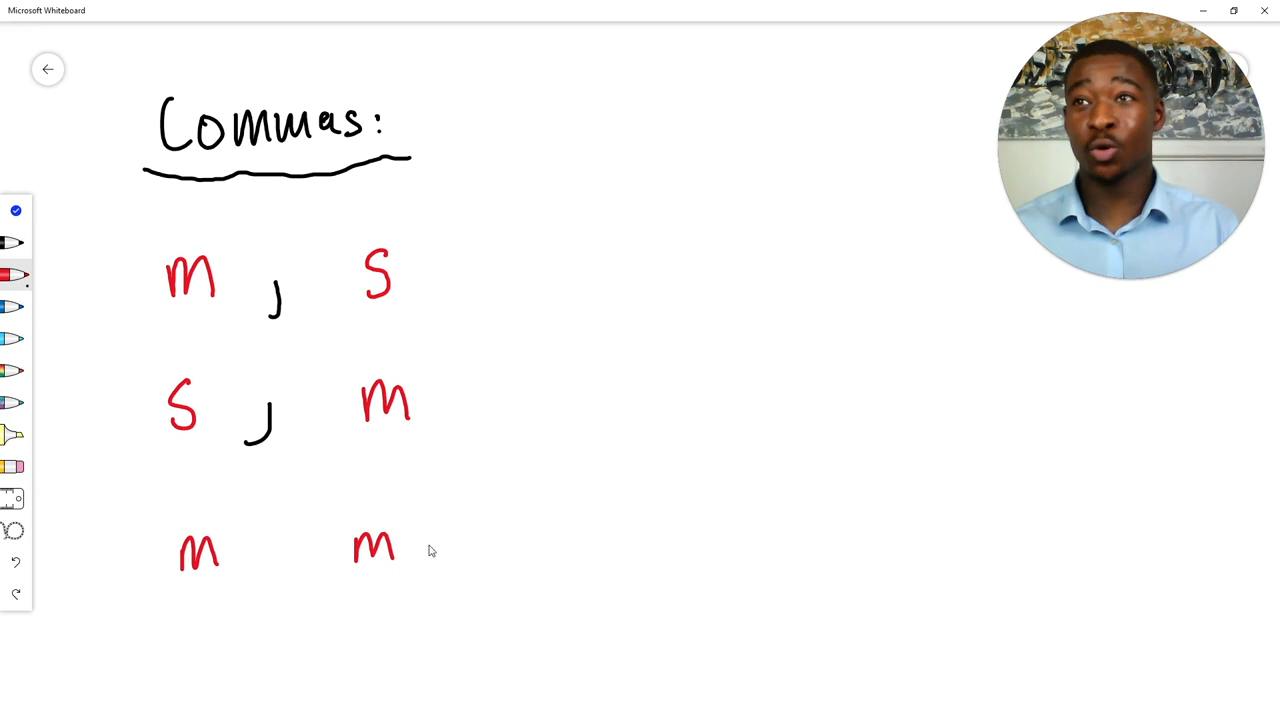 Microsoft Whiteboard
Commas:
m , s
s , m
m m